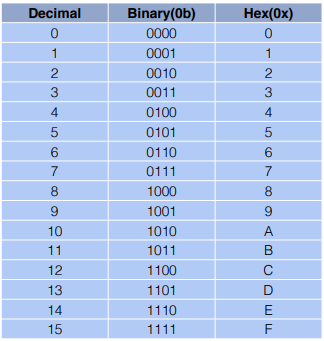 Decimal Binary(0b) Hex(0x)
0 0000 0
1 0001 1
2 0010 2
3 0011 3
4 0100 4
5 0101 5
6 0110 6
7 0111 7
8 1000 8
9 1001 9
10 1010 A
11 1011 B
12 1100 C
13 1101 D
14 1110 E
15 1111 F